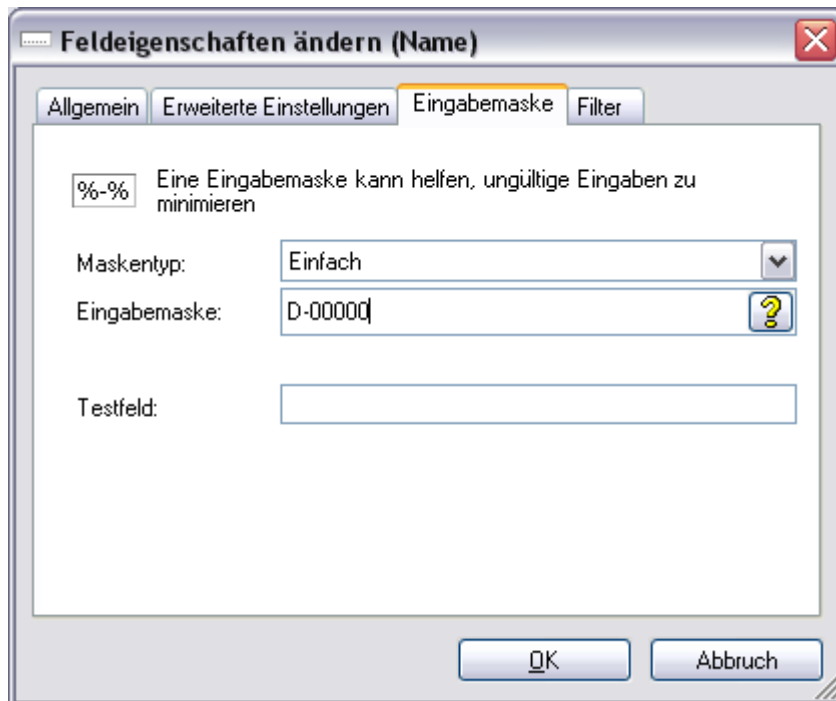 Feldeigenschaften ändern (Name)
Allgemein Erweiterte Einstellungen Eingabemaske Filter
%-% Eine Eingabemaske kann helfen, ungültige Eingaben zu
minimieren
Maskentyp: Einfach
Eingabemaske: D-00000
Testfeld:
OK Abbruch